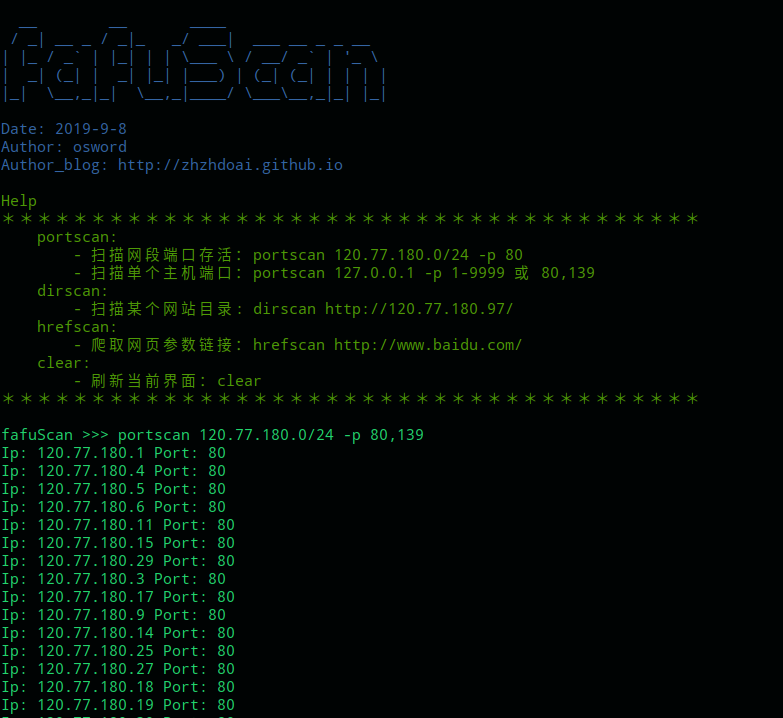 fafuScan
Date: 2019-9-8
Author: osword
Author_blog: http://zhzhdoai.github.io
Help
＊＊＊＊＊＊＊＊＊＊＊＊＊＊＊＊＊＊＊＊＊＊＊＊＊＊＊＊＊＊＊＊＊＊＊＊＊＊＊
portscan:
- 扫描网段端口存活: portscan 120.77.180.0/24 -p 80
- 扫描单个主机端口: portscan 127.0.0.1 -p 1-9999 或 80,139
dirscan:
- 扫描某个网站目录: dirscan http://120.77.180.97/
hrefscan:
- 爬取网页参数链接: hrefscan http://www.baidu.com/
clear:
- 刷新当前界面: clear
＊＊＊＊＊＊＊＊＊＊＊＊＊＊＊＊＊＊＊＊＊＊＊＊＊＊＊＊＊＊＊＊＊＊＊＊＊＊＊
fafuScan >>> portscan 120.77.180.0/24 -p 80,139
Ip: 120.77.180.1 Port: 80
Ip: 120.77.180.4 Port: 80
Ip: 120.77.180.5 Port: 80
Ip: 120.77.180.6 Port: 80
Ip: 120.77.180.11 Port: 80
Ip: 120.77.180.15 Port: 80
Ip: 120.77.180.29 Port: 80
Ip: 120.77.180.3 Port: 80
Ip: 120.77.180.17 Port: 80
Ip: 120.77.180.9 Port: 80
Ip: 120.77.180.14 Port: 80
Ip: 120.77.180.25 Port: 80
Ip: 120.77.180.27 Port: 80
Ip: 120.77.180.18 Port: 80
Ip: 120.77.180.19 Port: 80